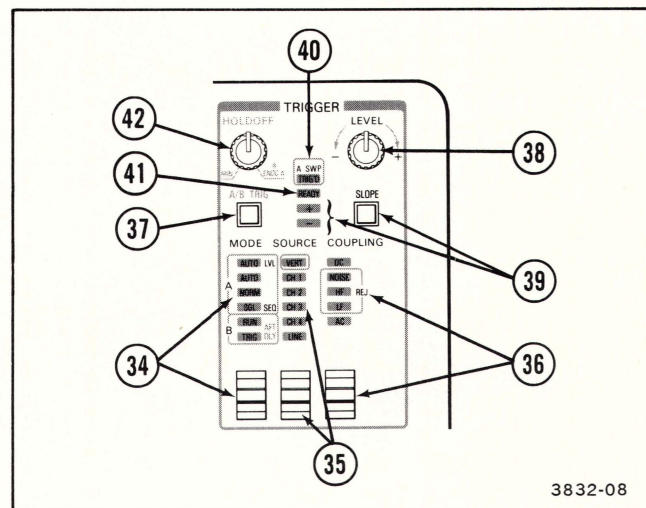 40
TRIGGER
42
HOLDOFF
LEVEL
38
- +
A SWP
TRIG'D
41
READY
A/B TRIG
SLOPE
+
-
37
39
MODE SOURCE COUPLING
AUTO LVL VERT DC
AUTO CH 1 NOISE
A NORM CH 2 HF REJ
SGL SEQ CH 3 LF
B RUN AFT CH 4 AC
TRIG DLY LINE
34
36
35
3832-08